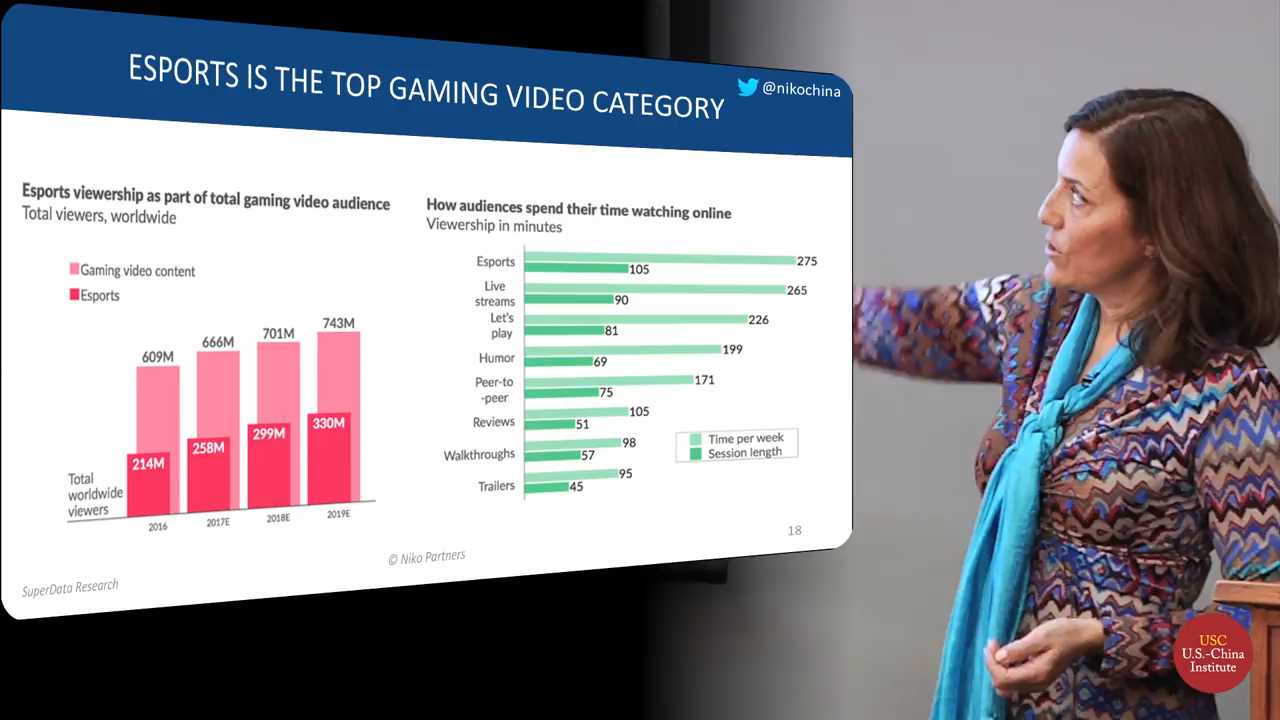 ESPORTS IS THE TOP GAMING VIDEO CATEGORY
@nikochina
Esports viewership as part of total gaming video audience
Total viewers, worldwide
Gaming video content
Esports
609M
666M
701M
743M
214M
258M
299M
330M
Total
worldwide
viewers
2016
2017E
2018E
2019E
How audiences spend their time watching online
Viewership in minutes
Esports
275
105
Live
streams
265
90
Let's
play
226
81
Humor
199
69
Peer-to
-peer
171
75
Reviews
105
51
Walkthroughs
98
57
Trailers
95
45
Time per week
Session length
18
© Niko Partners
SuperData Research
USC
U.S.-China
Institute